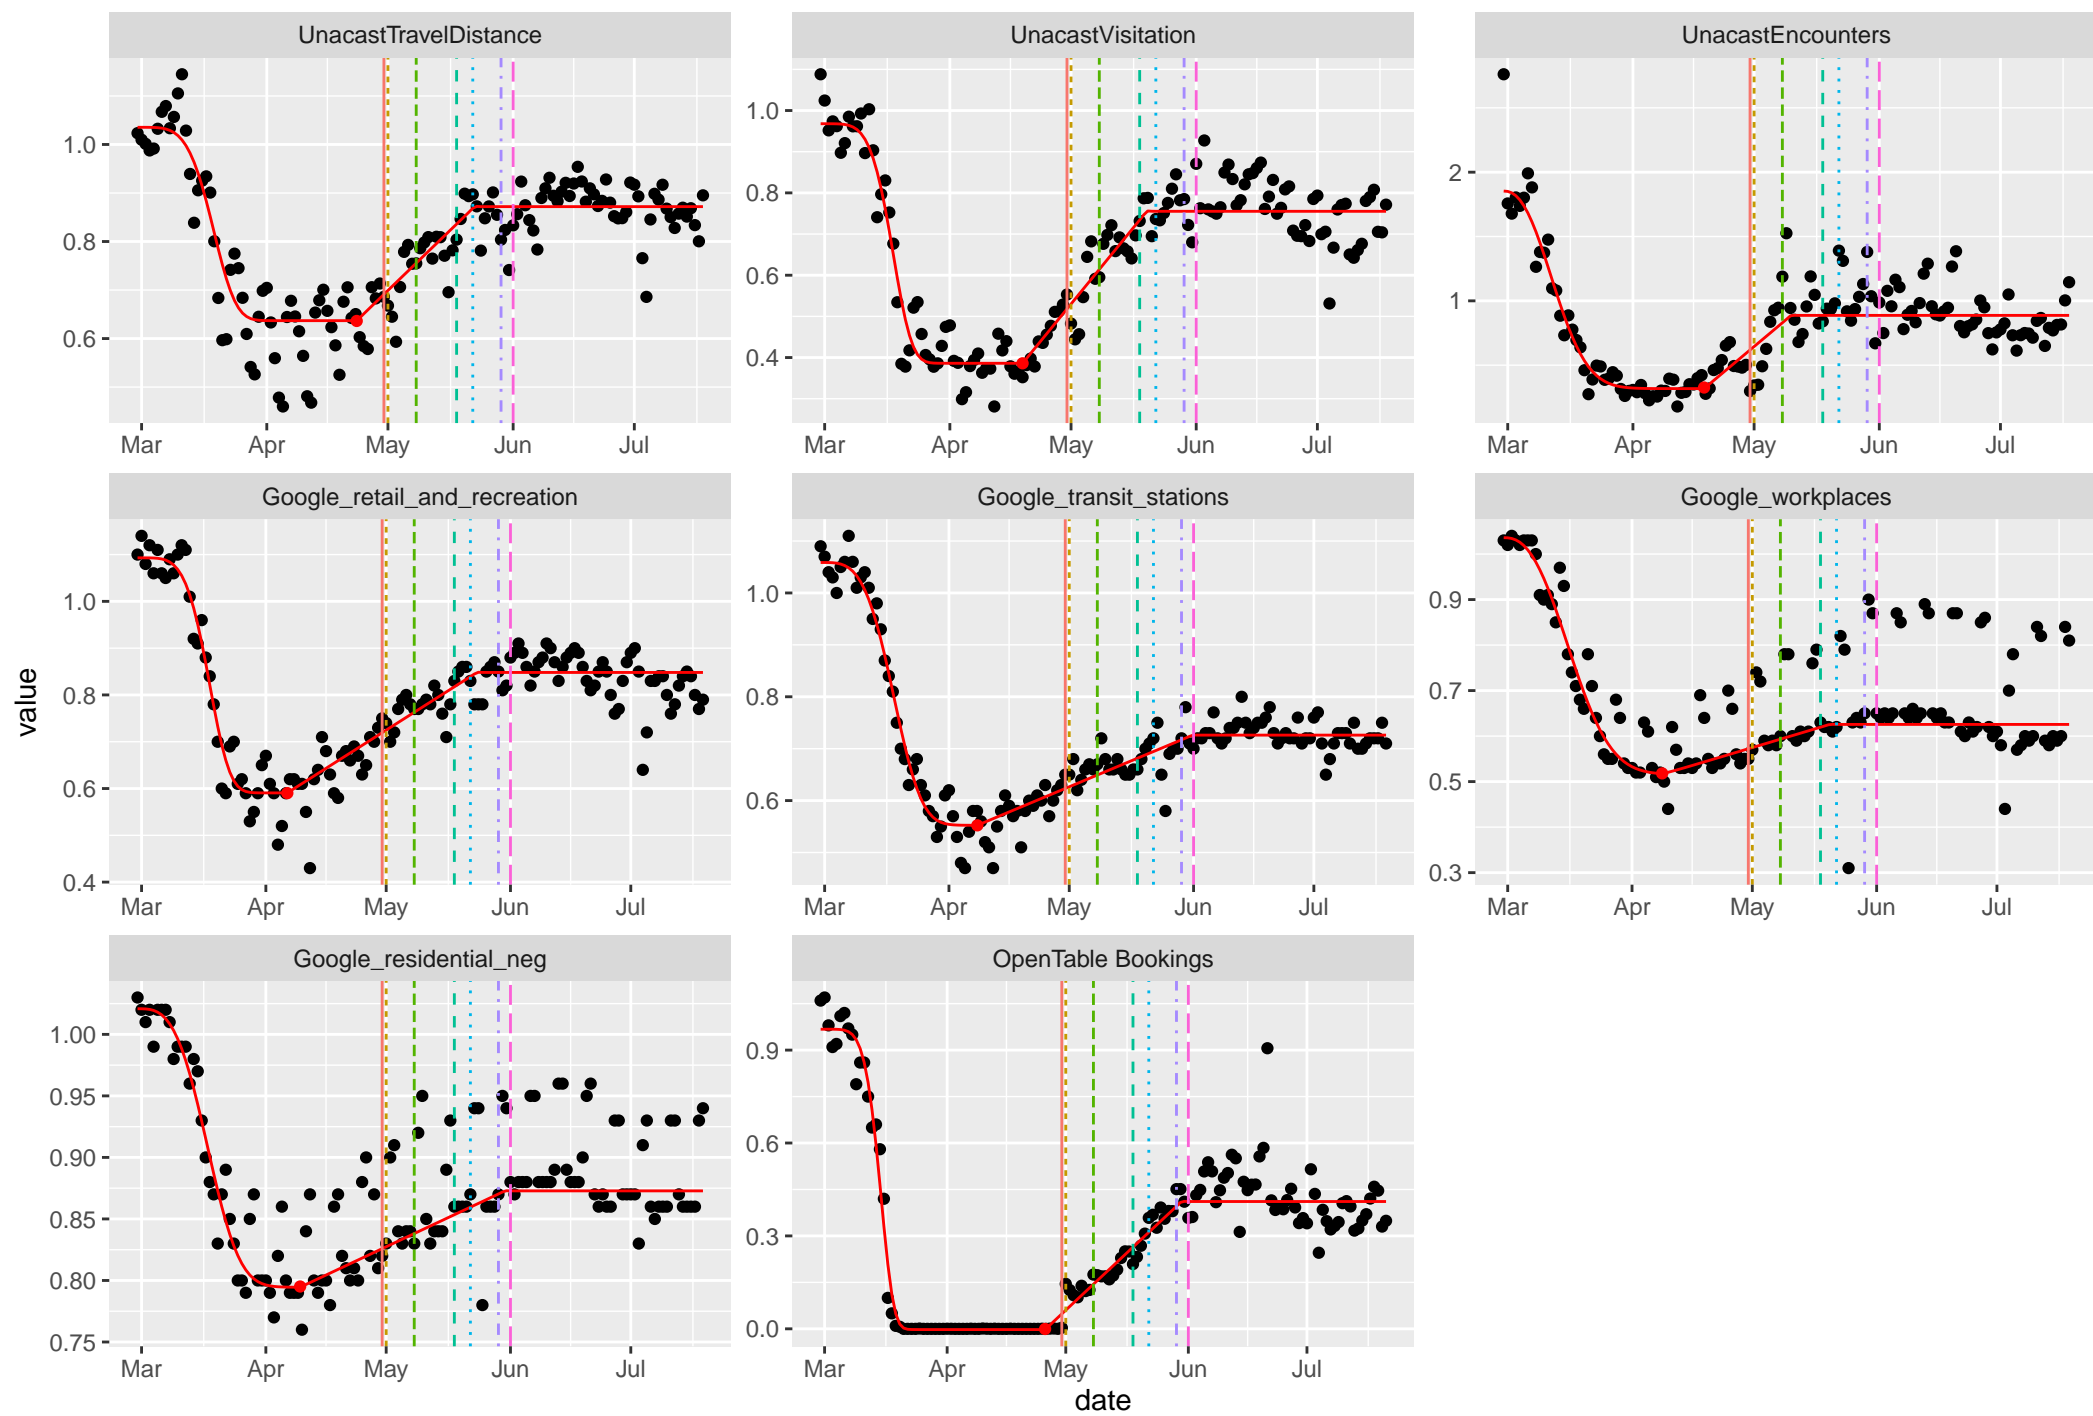 UnacastTravelDistance
UnacastVisitation
UnacastEncounters
1.0
0.8
0.6
Mar Apr May Jun Jul
1.0
0.8
0.6
0.4
Mar Apr May Jun Jul
2
1
Mar Apr May Jun Jul
Google_retail_and_recreation
Google_transit_stations
Google_workplaces
value
1.0
0.8
0.6
0.4
Mar Apr May Jun Jul
1.0
0.8
0.6
Mar Apr May Jun Jul
0.9
0.7
0.5
0.3
Mar Apr May Jun Jul
Google_residential_neg
OpenTable Bookings
1.00
0.95
0.90
0.85
0.80
0.75
Mar Apr May Jun Jul
0.9
0.6
0.3
0.0
Mar Apr May Jun Jul
date